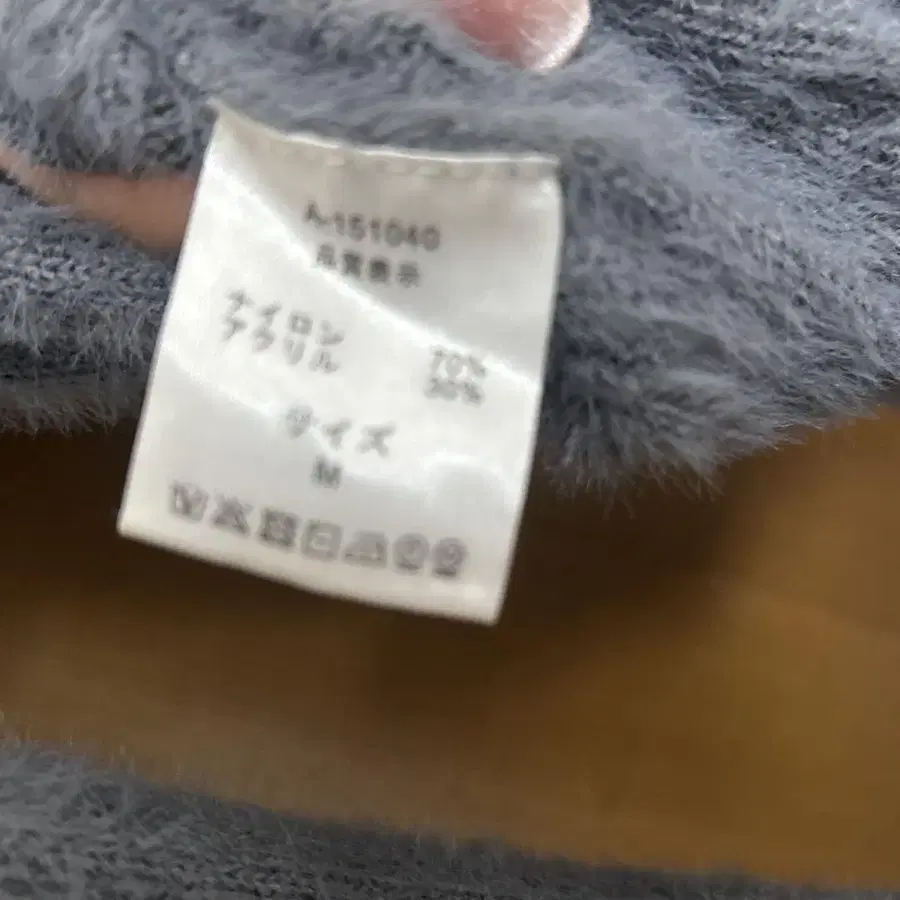 A-151040
品質表示
ナイロン 70%
アクリル 30%
サイズ
M